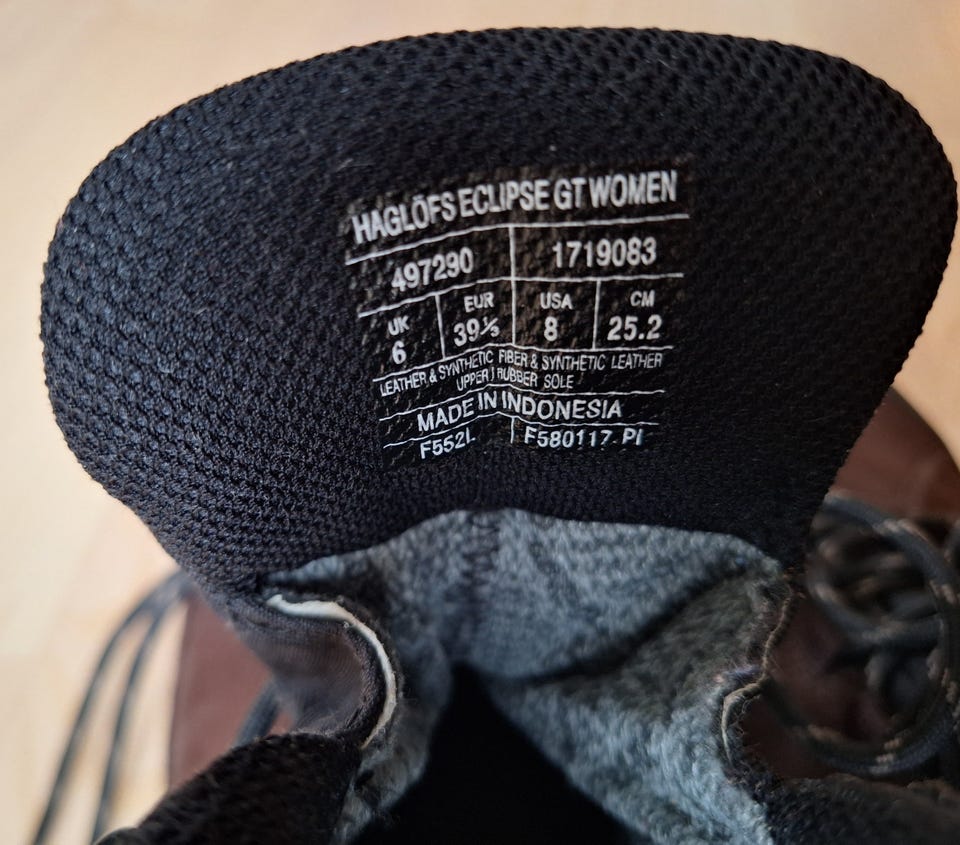 HAGLÖFS ECLIPSE GT WOMEN
497290 1719083
UK EUR USA CM
6 39⅓ 8 25.2
LEATHER & SYNTHETIC FIBER & SYNTHETIC LEATHER
UPPER / RUBBER SOLE
MADE IN INDONESIA
F552L F580117 PI